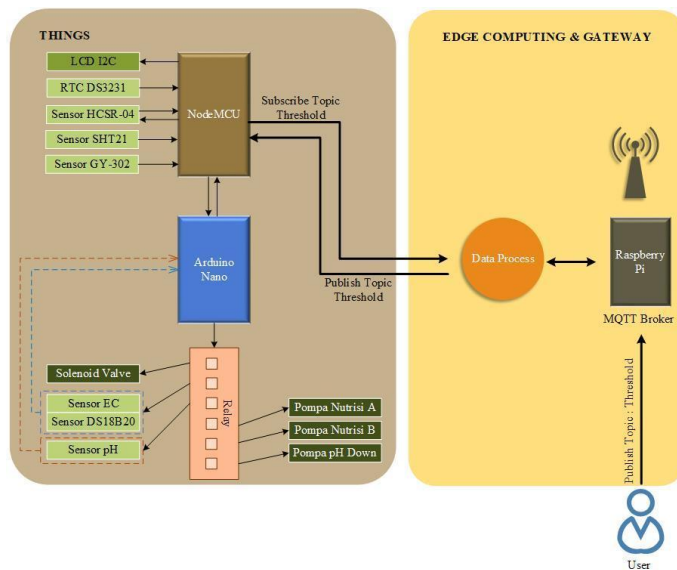 THINGS
EDGE COMPUTING & GATEWAY
LCD I2C
RTC DS3231
Sensor HCSR-04
Sensor SHT21
Sensor GY-302
NodeMCU
Subscribe Topic
Threshold
Arduino
Nano
Publish Topic
Threshold
Data Process
Raspberry
Pi
MQTT Broker
Solenoid Valve
Sensor EC
Sensor DS18B20
Sensor pH
Relay
Pompa Nutrisi A
Pompa Nutrisi B
Pompa pH Down
Publish Topic : Threshold
User